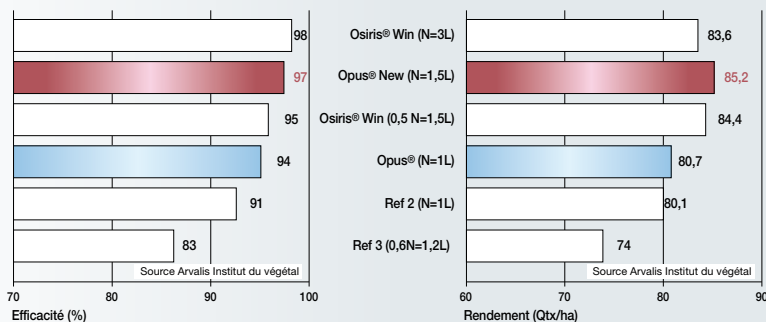 98 Osiris® Win (N=3L) 83,6
97 Opus® New (N=1,5L) 85,2
95 Osiris® Win (0,5 N=1,5L) 84,4
94 Opus® (N=1L) 80,7
91 Ref 2 (N=1L) 80,1
83 Ref 3 (0,6N=1,2L) 74
Source Arvalis Institut du végétal Source Arvalis Institut du végétal
70 80 90 100 60 70 80 90
Efficacité (%) Rendement (Qtx/ha)